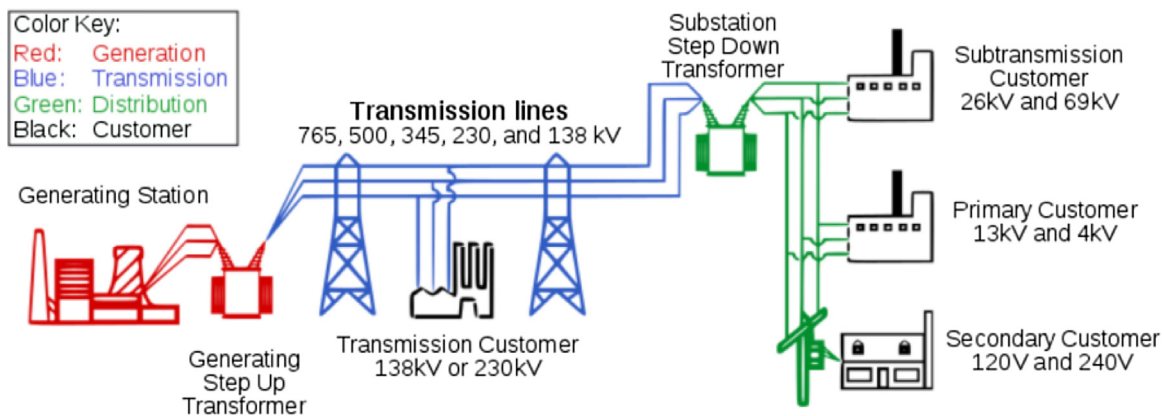 Color Key:
Red: Generation
Blue: Transmission
Green: Distribution
Black: Customer
Generating Station
Generating
Step Up
Transformer
Transmission lines
765, 500, 345, 230, and 138 kV
Transmission Customer
138kV or 230kV
Substation
Step Down
Transformer
Subtransmission
Customer
26kV and 69kV
Primary Customer
13kV and 4kV
Secondary Customer
120V and 240V